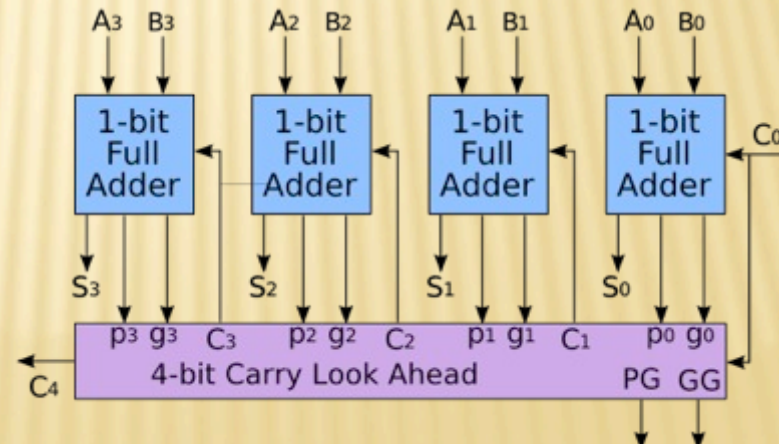 A3 B3 A2 B2 A1 B1 A0 B0
1-bit Full Adder
1-bit Full Adder
1-bit Full Adder
1-bit Full Adder
C0
S3 S2 S1 S0
p3 g3 C3 p2 g2 C2 p1 g1 C1 p0 g0
C4
4-bit Carry Look Ahead
PG GG